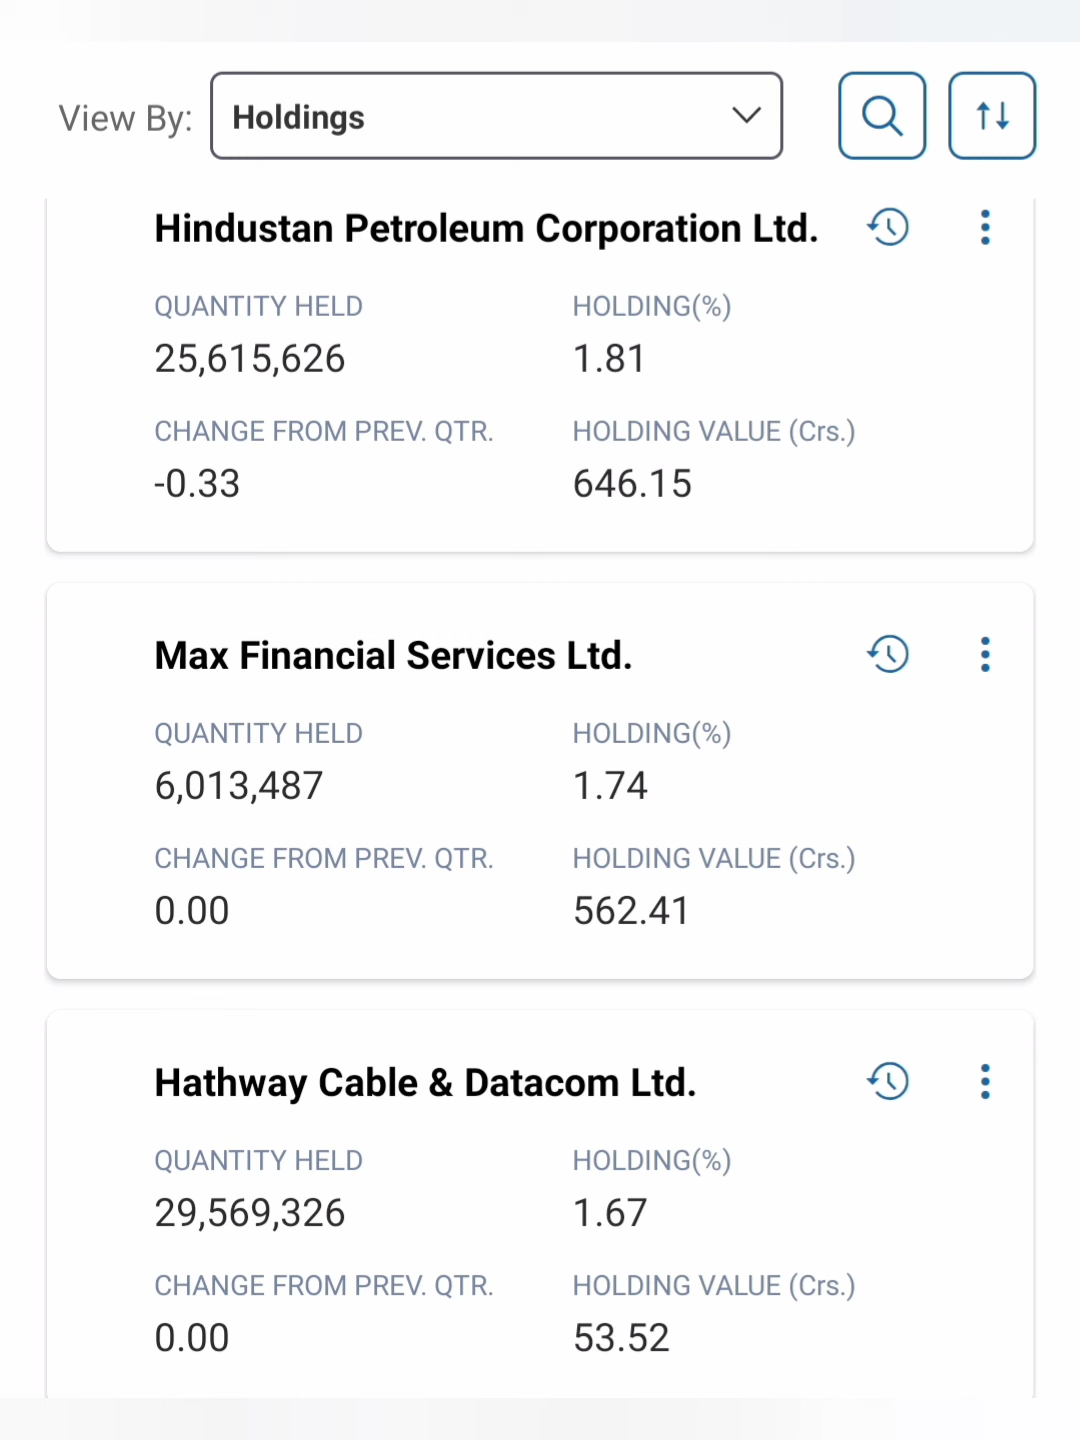 View By: Holdings
Hindustan Petroleum Corporation Ltd.
QUANTITY HELD HOLDING(%)
25,615,626 1.81
CHANGE FROM PREV. QTR. HOLDING VALUE (Crs.)
-0.33 646.15
Max Financial Services Ltd.
QUANTITY HELD HOLDING(%)
6,013,487 1.74
CHANGE FROM PREV. QTR. HOLDING VALUE (Crs.)
0.00 562.41
Hathway Cable & Datacom Ltd.
QUANTITY HELD HOLDING(%)
29,569,326 1.67
CHANGE FROM PREV. QTR. HOLDING VALUE (Crs.)
0.00 53.52